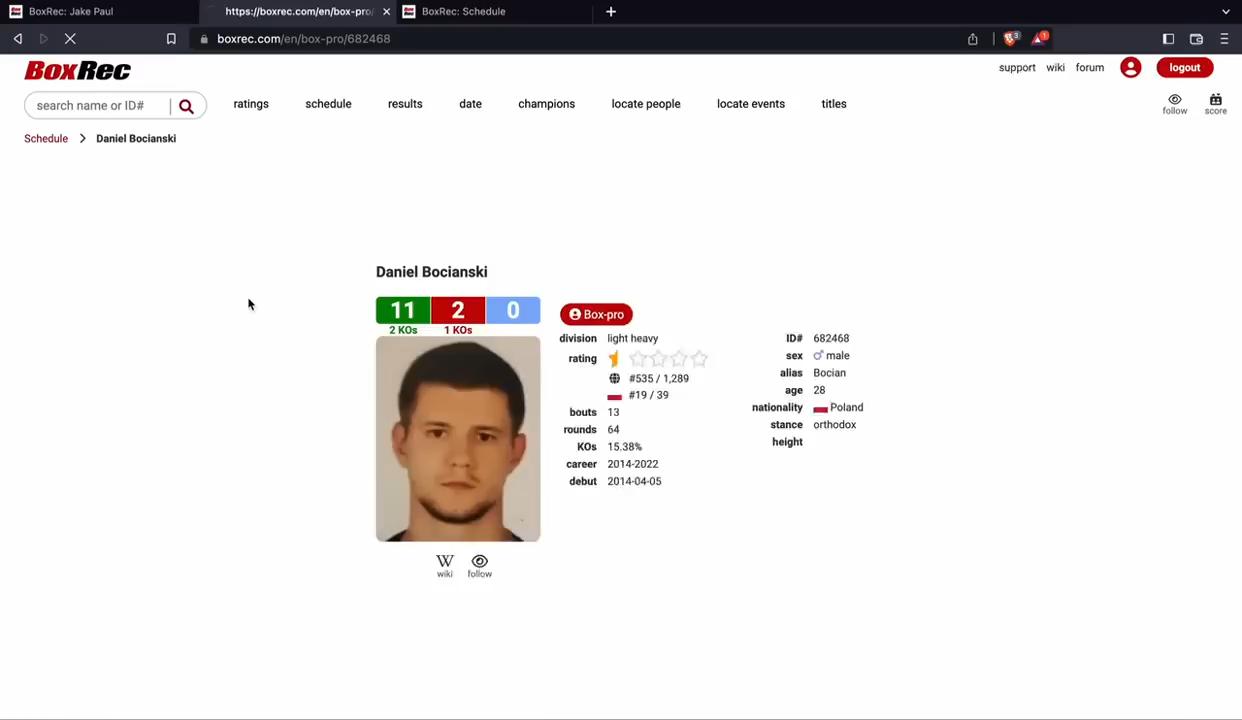 BoxRec: Jake Paul
https://boxrec.com/en/box-pro/
BoxRec: Schedule
boxrec.com/en/box-pro/682468
3
1
BoxRec
support wiki forum logout
search name or ID# ratings schedule results date champions locate people locate events titles
follow score
Schedule > Daniel Bocianski
Daniel Bocianski
11 2 0
2 KOs 1 KOs
Box-pro
division light heavy
rating
#535 / 1,289
#19 / 39
bouts 13
rounds 64
KOs 15.38%
career 2014-2022
debut 2014-04-05
ID# 682468
sex ♂ male
alias Bocian
age 28
nationality Poland
stance orthodox
height
W
wiki follow